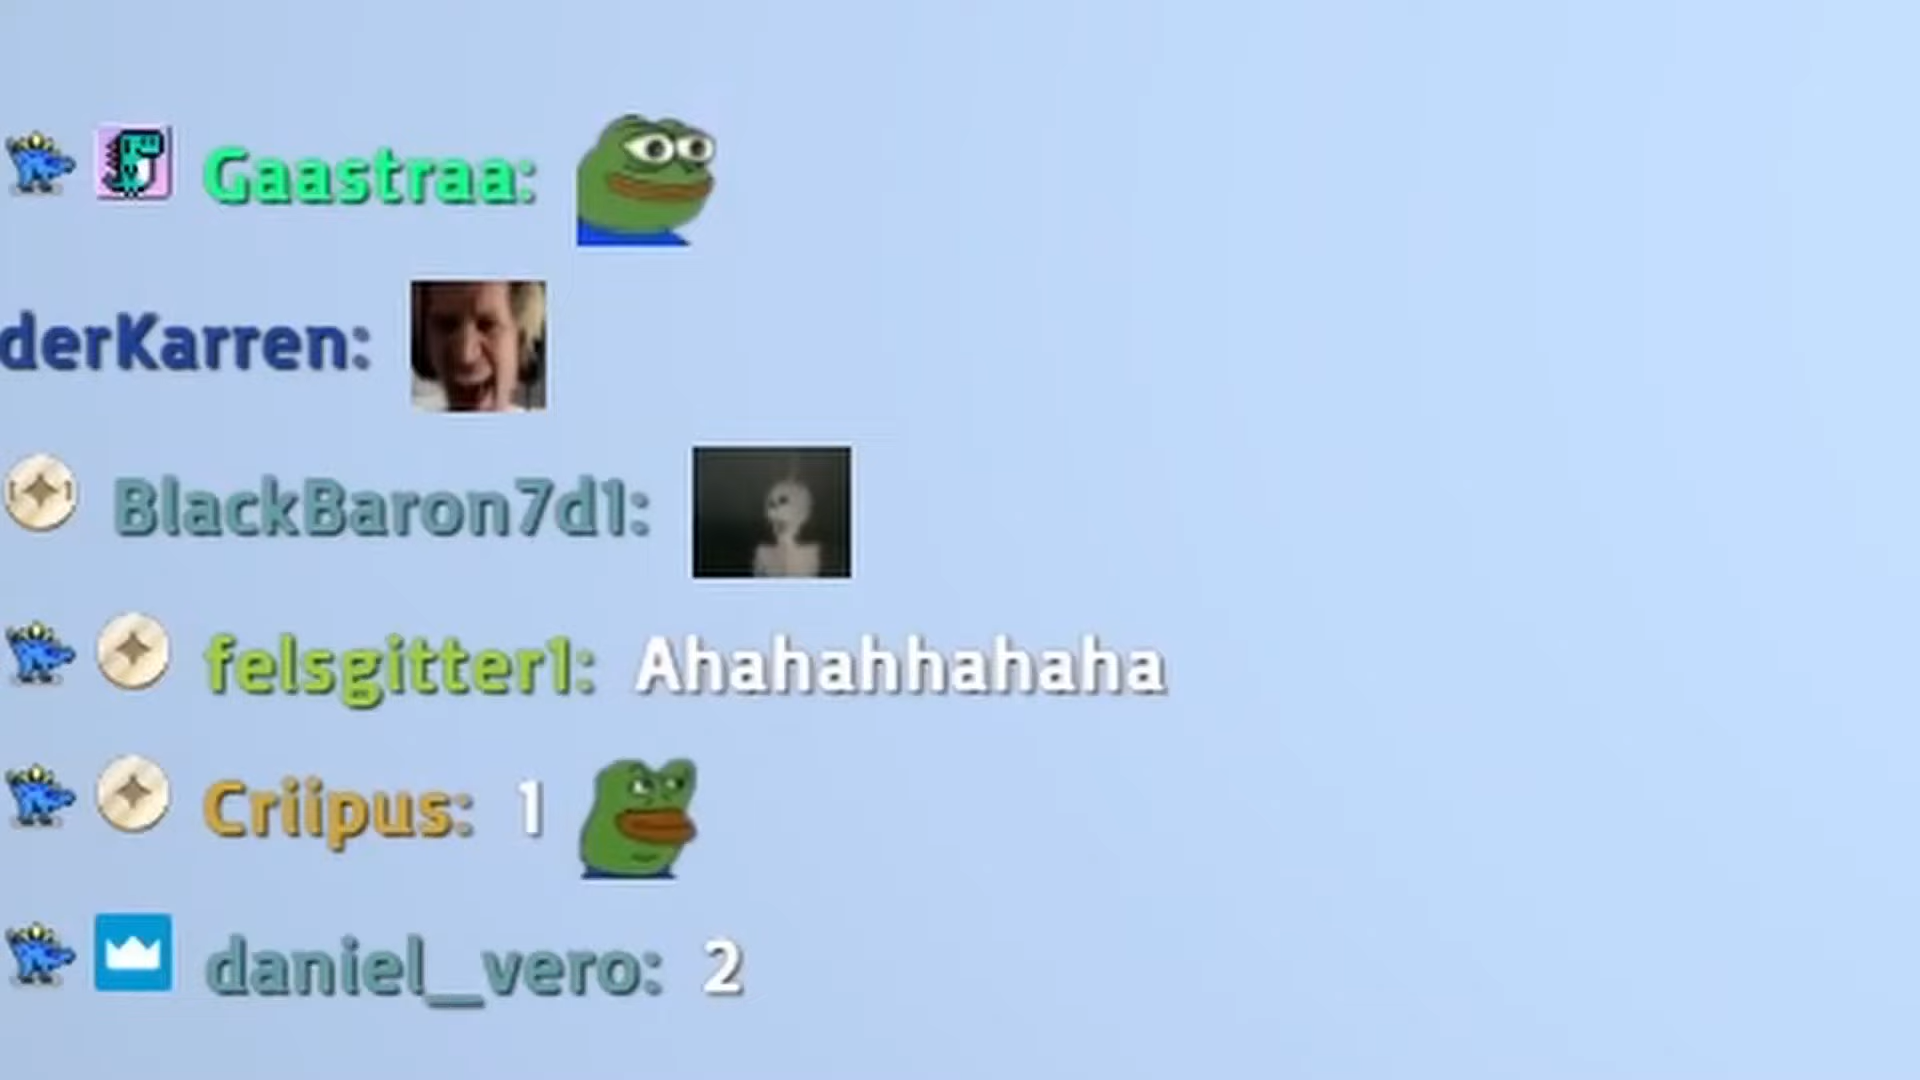 Gaastraa:
derKarren:
BlackBaron7d1:
felsgitter1: Ahahahhahaha
Criipus: 1
daniel_vero: 2